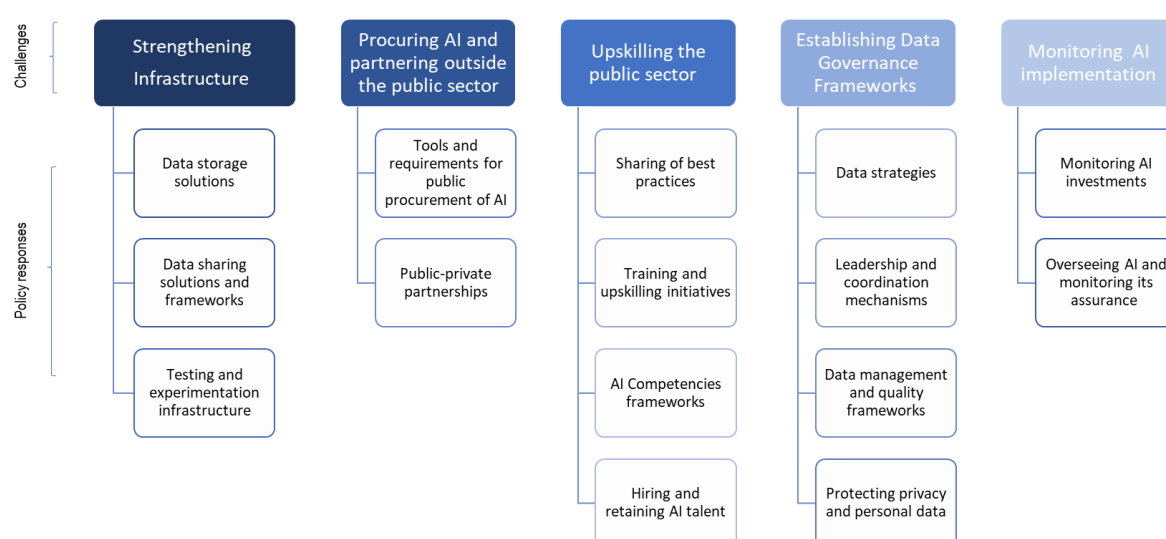 Challenges
Strengthening
Infrastructure
Procuring AI and
partnering outside
the public sector
Upskilling the
public sector
Establishing Data
Governance
Frameworks
Monitoring AI
implementation
Policy responses
Data storage
solutions
Data sharing
solutions and
frameworks
Testing and
experimentation
infrastructure
Tools and
requirements for
public
procurement of AI
Public-private
partnerships
Sharing of best
practices
Training and
upskilling initiatives
AI Competencies
frameworks
Hiring and
retaining AI talent
Data strategies
Leadership and
coordination
mechanisms
Data management
and quality
frameworks
Protecting privacy
and personal data
Monitoring AI
investments
Overseeing AI and
monitoring its
assurance